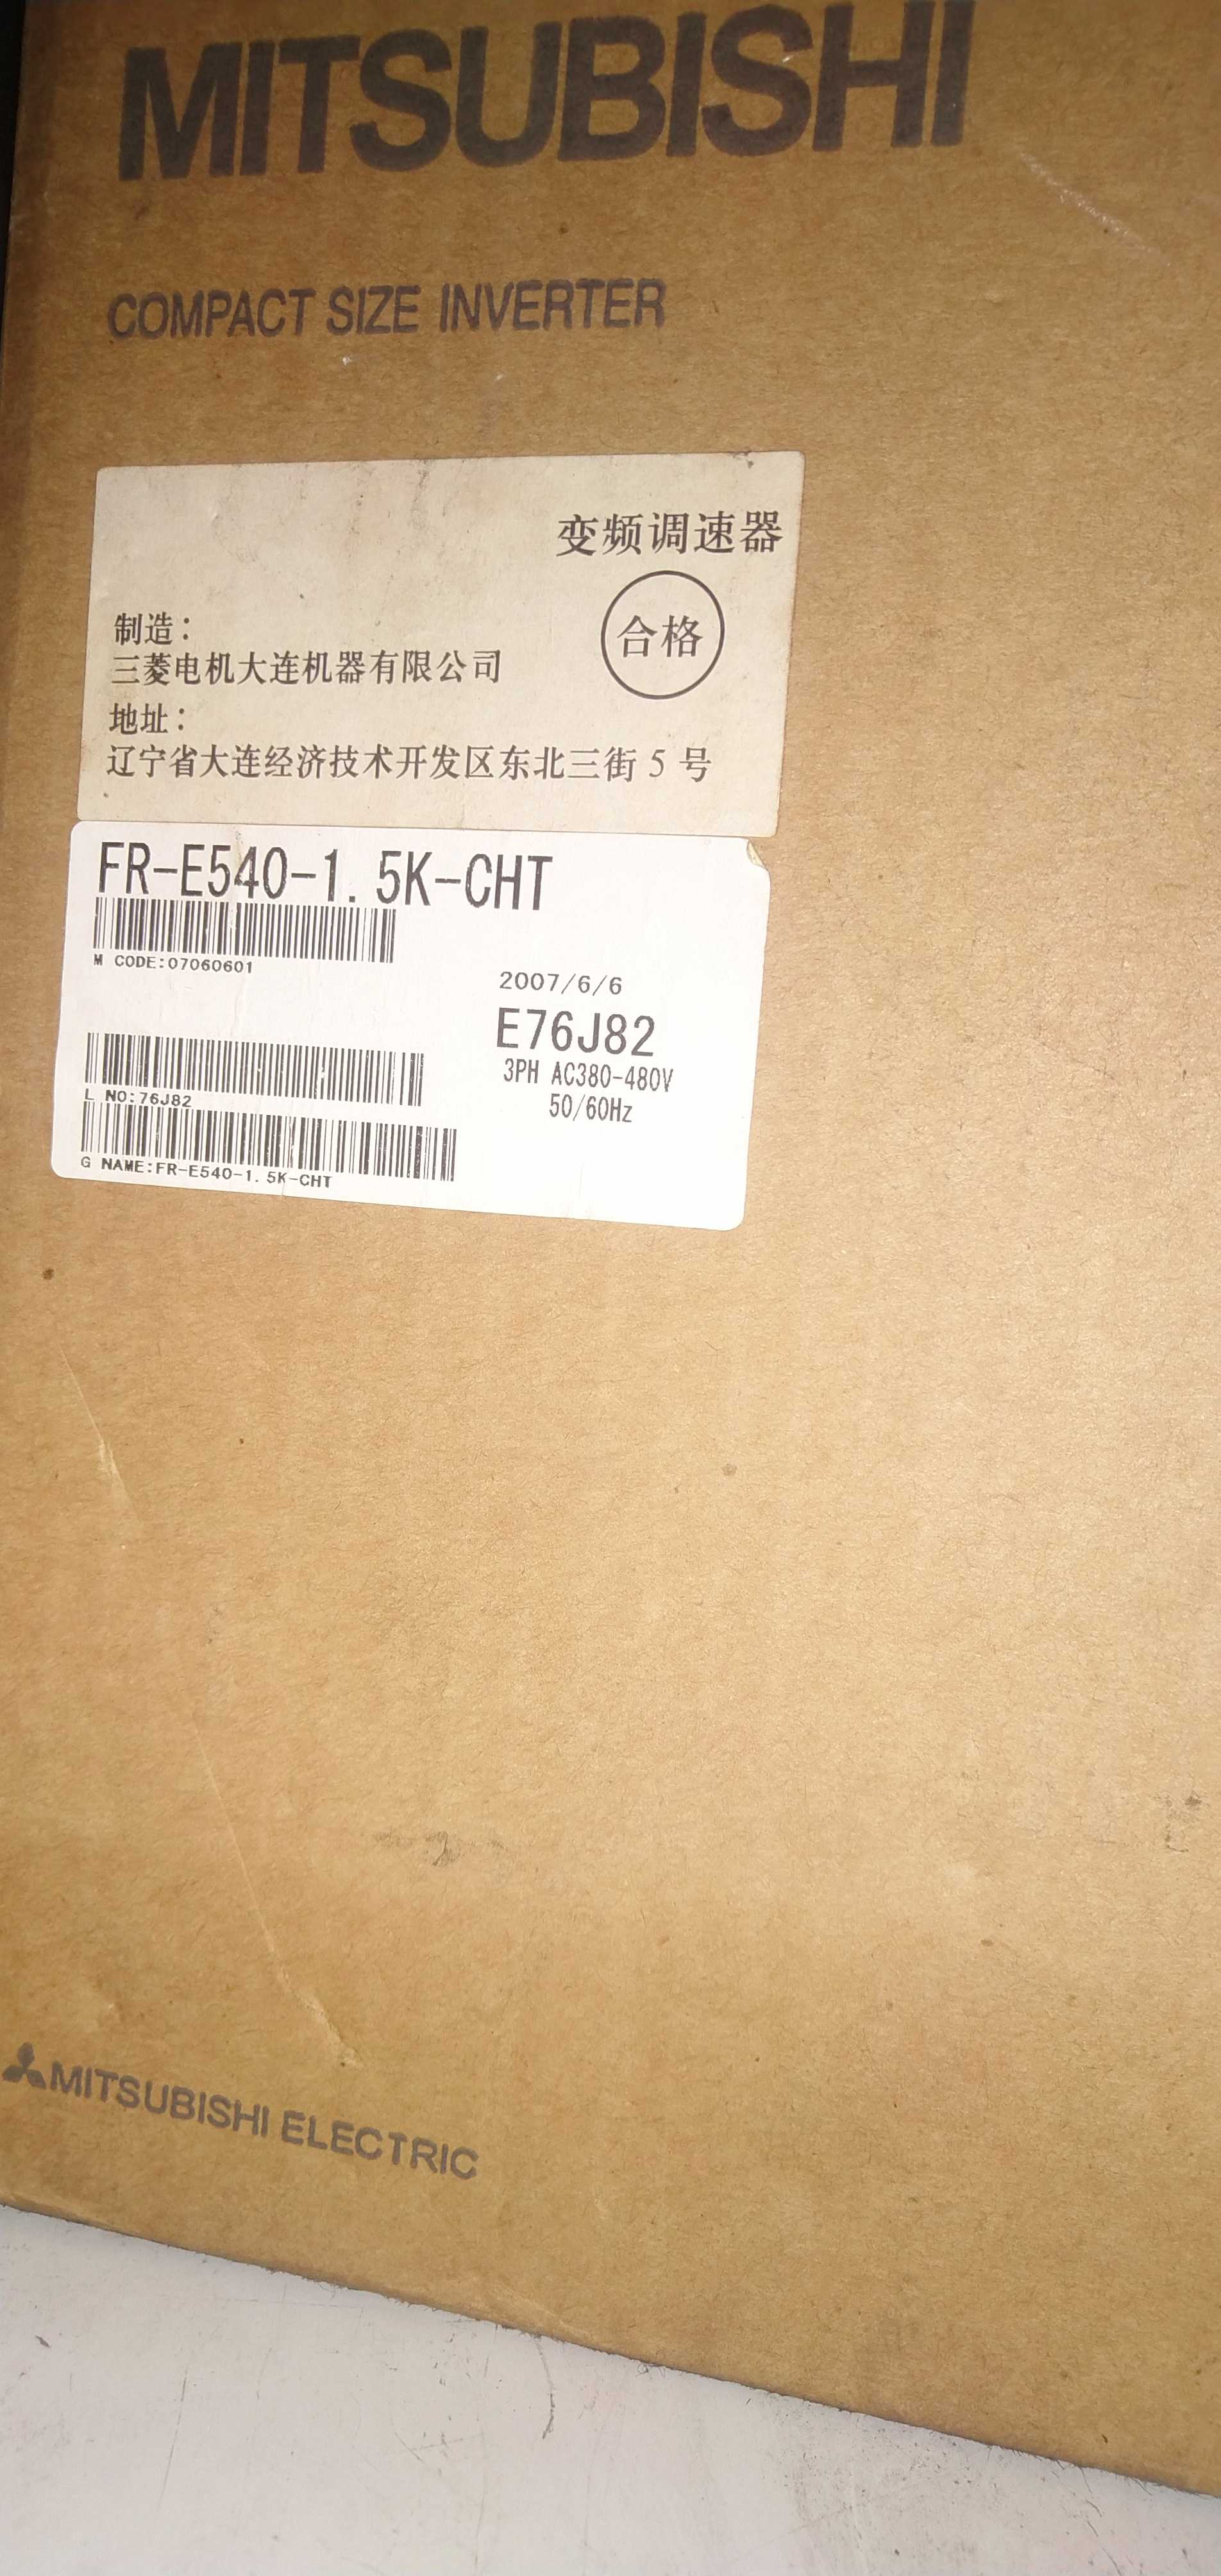 MITSUBISHI
COMPACT SIZE INVERTER
变频调速器
合格
制造：
三菱电机大连机器有限公司
地址：
辽宁省大连经济技术开发区东北三街 5 号
FR-E540-1.5K-CHT
M CODE:07060601
2007/6/6
E76J82
3PH AC380-480V
50/60Hz
L NO:76J82
G NAME:FR-E540-1.5K-CHT
MITSUBISHI ELECTRIC